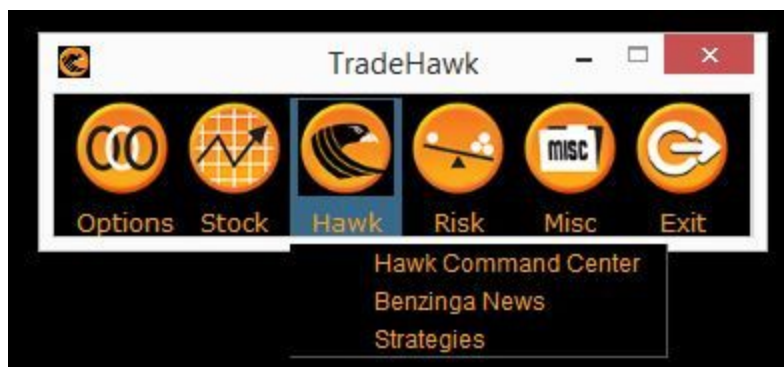 TradeHawk
MISC
Options Stock Hawk Risk Misc Exit
Hawk Command Center
Benzinga News
Strategies